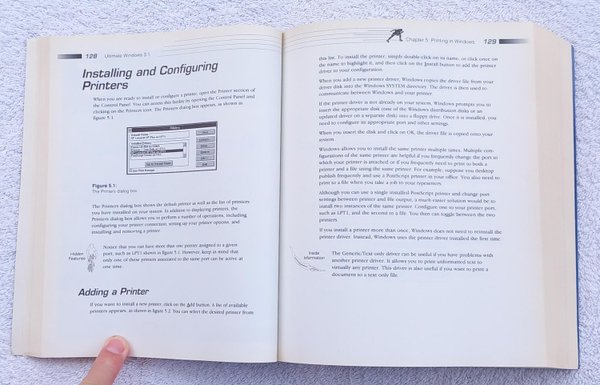 128 Ultimate Windows 3.1
Installing and Configuring
Printers
When you are ready to install or configure a printer, open the Printer section of
the Control Panel. You can access this facility by opening the Control Panel and
clicking on the Printers icon. The Printers dialog box appears, as shown in
figure 5.1.
Printers
Figure 5.1:
The Printers dialog box.
The Printers dialog box shows the default printer as well as the list of printers
you have installed on your system. In addition to displaying printers, the
Printers dialog box allows you to perform a number of operations, including
configuring your printer connection, setting up your printer options, and
installing and removing a printer.
Hidden
Features
Notice that you can have more than one printer assigned to a given
port, such as LPT1 shown in figure 5.1. However, keep in mind that
only one of these printers associated to the same port can be active at
one time.
Adding a Printer
If you want to install a new printer, click on the Add button. A list of available
printers appears, as shown in figure 5.2. You can select the desired printer from
Chapter 5: Printing in Windows 129
this list. To install the printer, simply double-click on its name, or click once on
the name to highlight it, and then click on the Install button to add the printer
driver to your configuration.
When you add a new printer driver, Windows copies the driver file from your
driver disk into the Windows SYSTEM directory. The driver is then used to
communicate between Windows and your printer.
If the printer driver is not already on your system, Windows prompts you to
insert the appropriate disk (one of the Windows distribution disks or an
updated driver on a separate disk) into a floppy drive. Once it is installed, you
need to configure its appropriate port and other settings.
When you insert the disk and click on OK, the driver file is copied onto your
system.
Windows allows you to install the same printer multiple times. Multiple con-
figurations of the same printer are helpful if you frequently change the port to
which your printer is attached or if you frequently need to print to both a
printer and a file using the same printer. For example, suppose you desktop
publish frequently and use a PostScript printer in your office. You also need to
print to a file when you take a job to your typesetters.
Although you can use a single installed PostScript printer and change port
settings between printer and file output, a much easier solution would be to
install two instances of the same printer. Configure one to your printer port,
such as LPT1, and the second to a file. You then can toggle between the two
printers.
If you install a printer more than once, Windows does not need to reinstall the
printer driver. Instead, Windows uses the printer driver installed the first time.
Inside
Information
The Generic/Text only driver can be useful if you have problems with
another printer driver. It allows you to print unformatted text to
virtually any printer. This driver is also useful if you want to print a
document to a text only file.